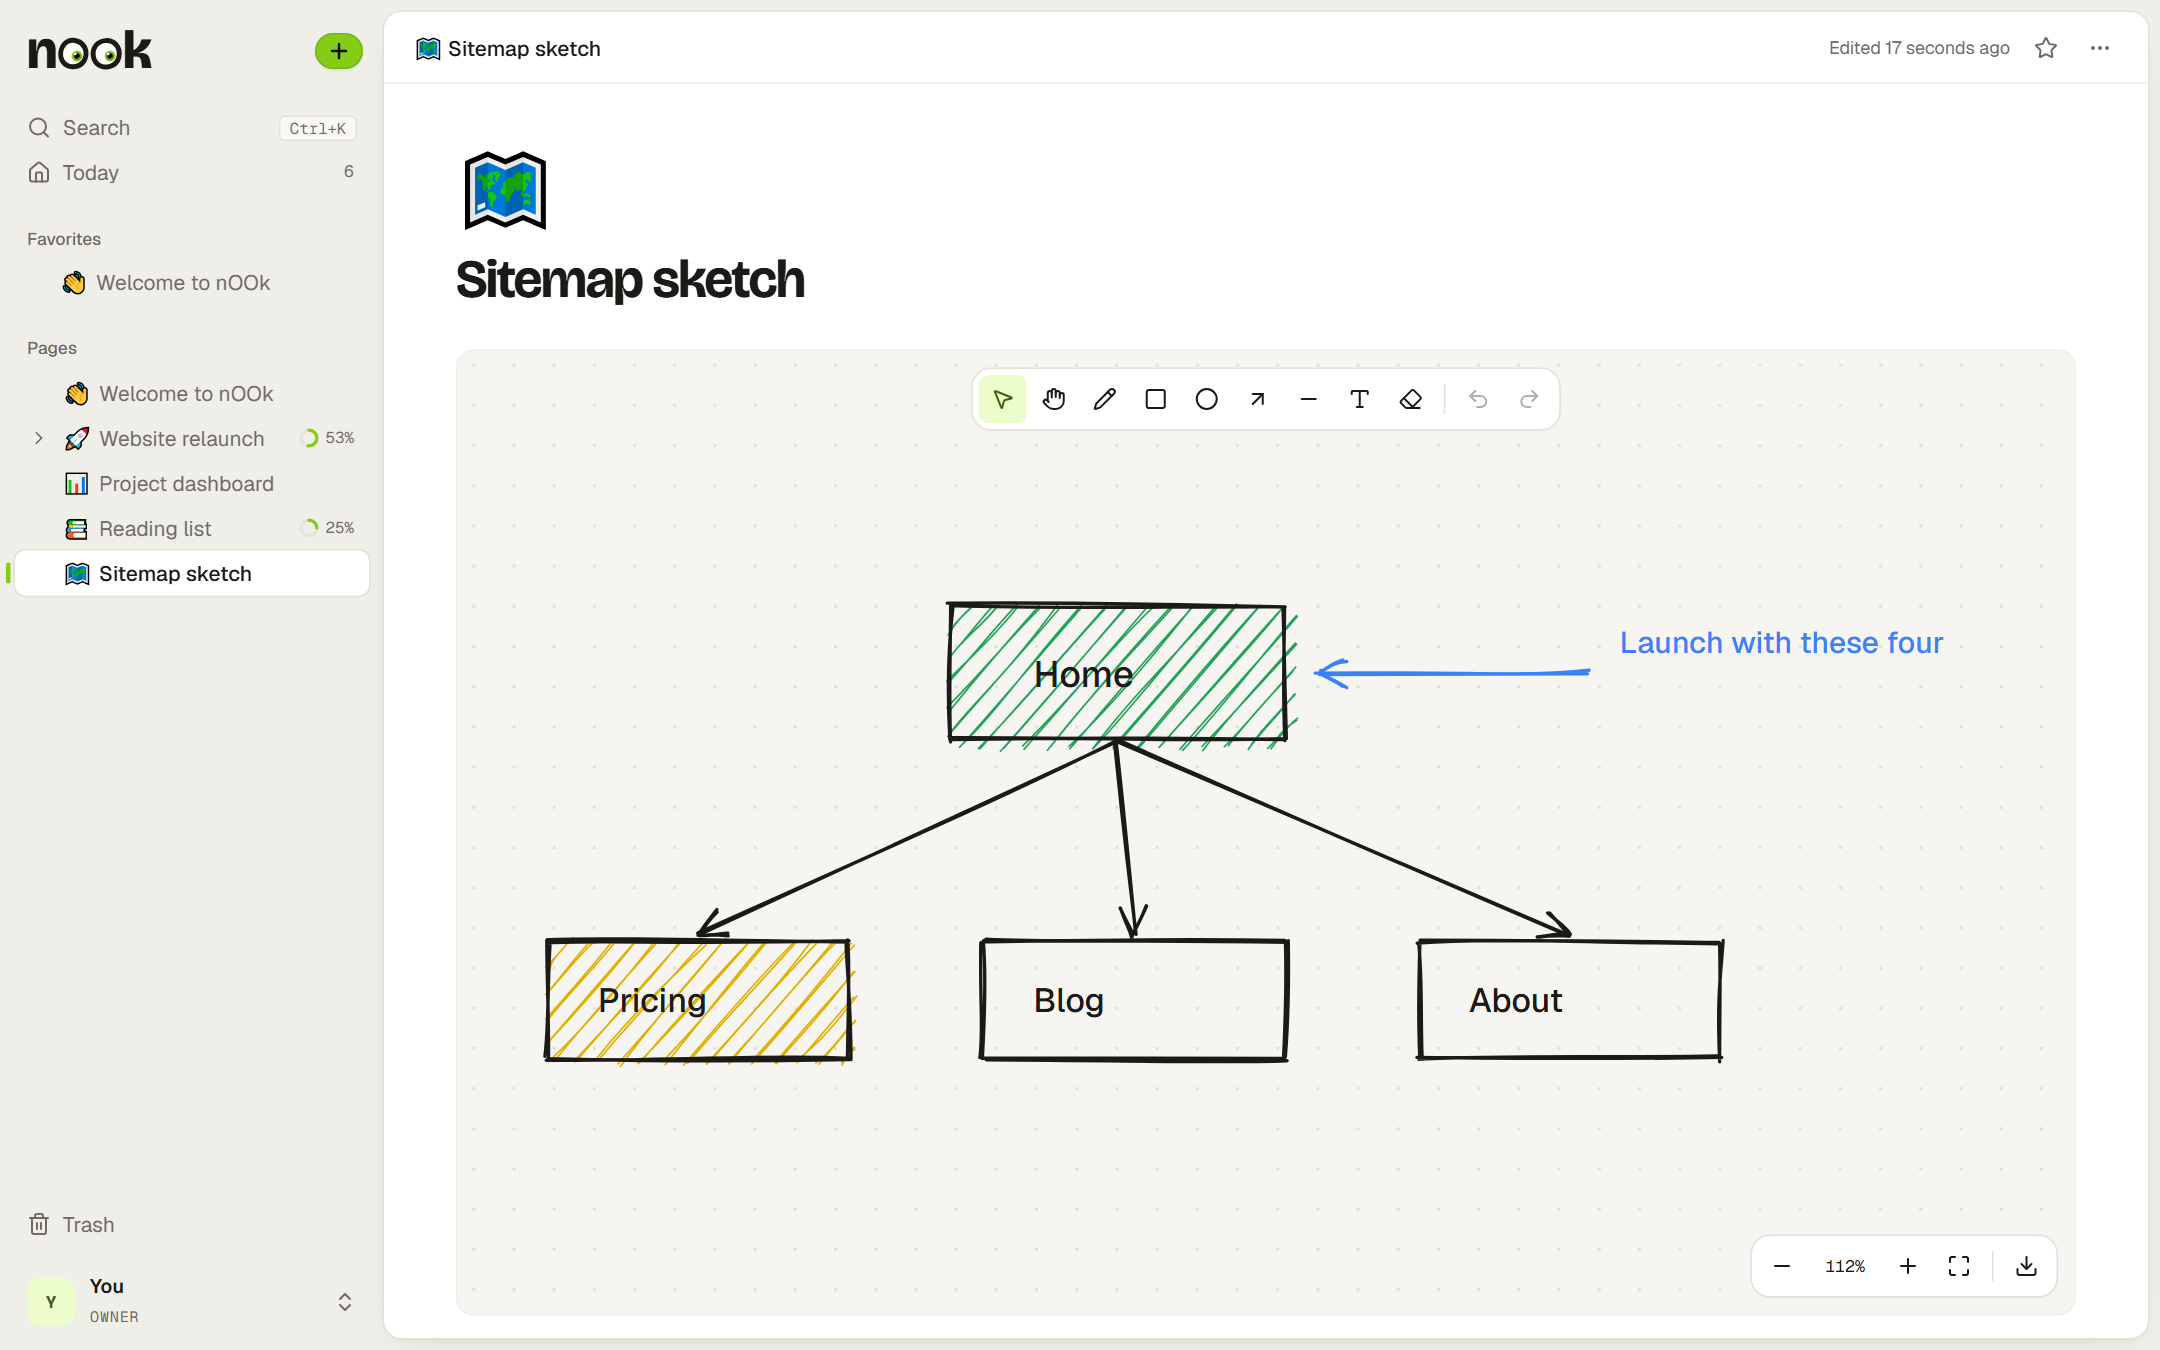 nook
Search
Ctrl+K
Today
6
Favorites
Welcome to nOOk
Pages
Welcome to nOOk
Website relaunch
53%
Project dashboard
Reading list
25%
Sitemap sketch
Trash
Y
You
OWNER
Sitemap sketch
Edited 17 seconds ago
Sitemap sketch
Launch with these four
Home
Pricing
Blog
About
112%